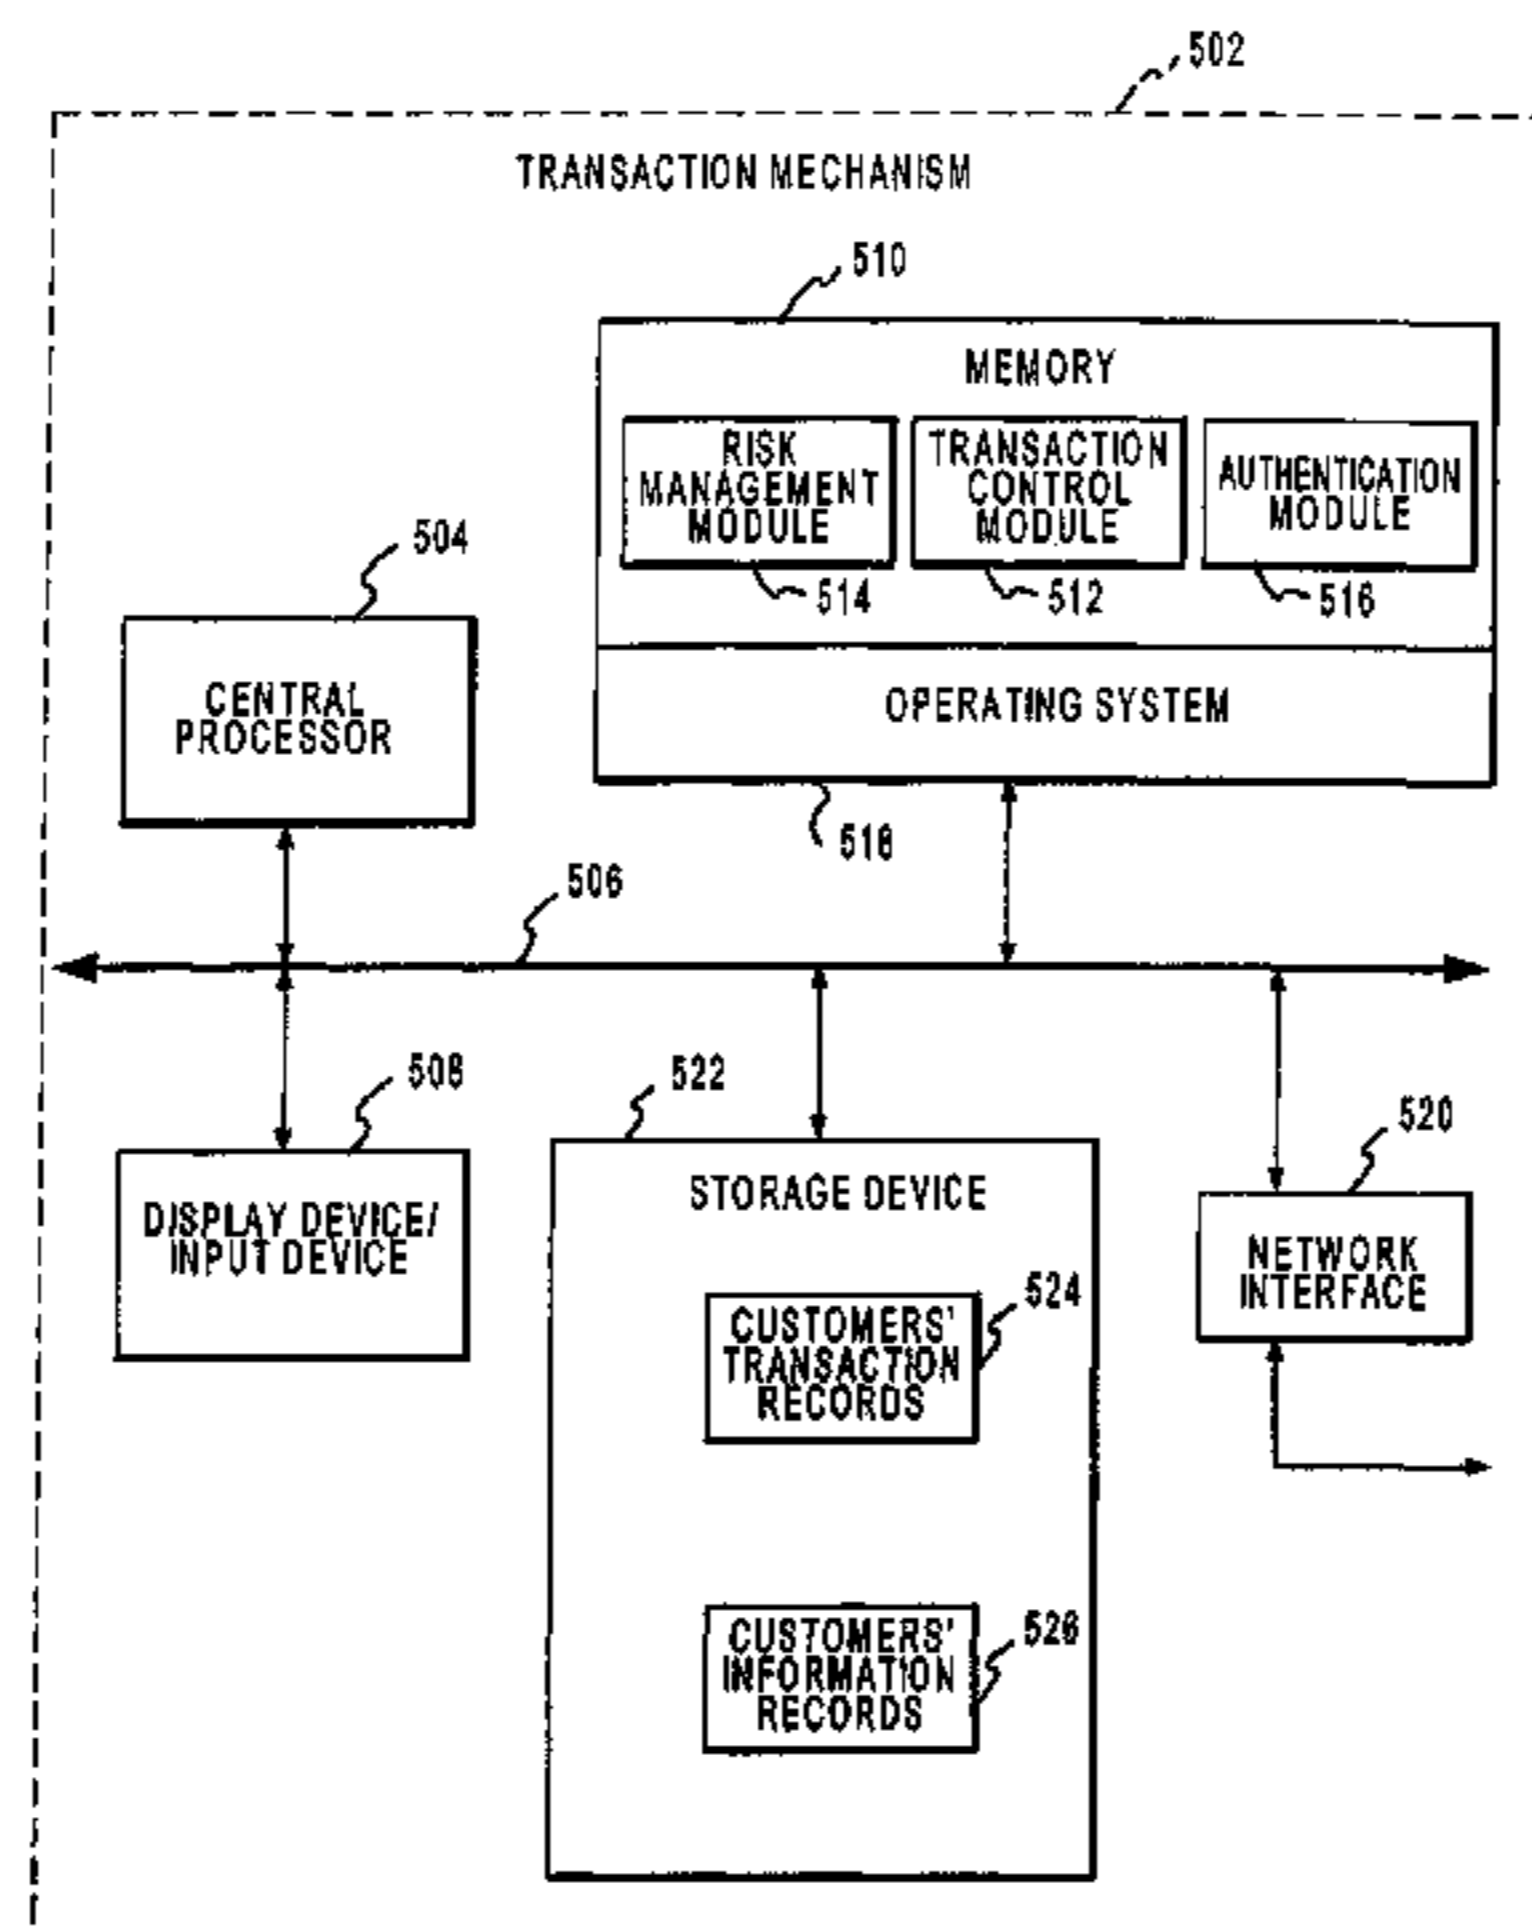 502
TRANSACTION MECHANISM
510
MEMORY
RISK
MANAGEMENT
MODULE
514
TRANSACTION
CONTROL
MODULE
512
AUTHENTICATION
MODULE
516
504
CENTRAL
PROCESSOR
OPERATING SYSTEM
518
506
508
DISPLAY DEVICE/
INPUT DEVICE
522
STORAGE DEVICE
CUSTOMERS'
TRANSACTION
RECORDS
524
CUSTOMERS'
INFORMATION
RECORDS
526
520
NETWORK
INTERFACE